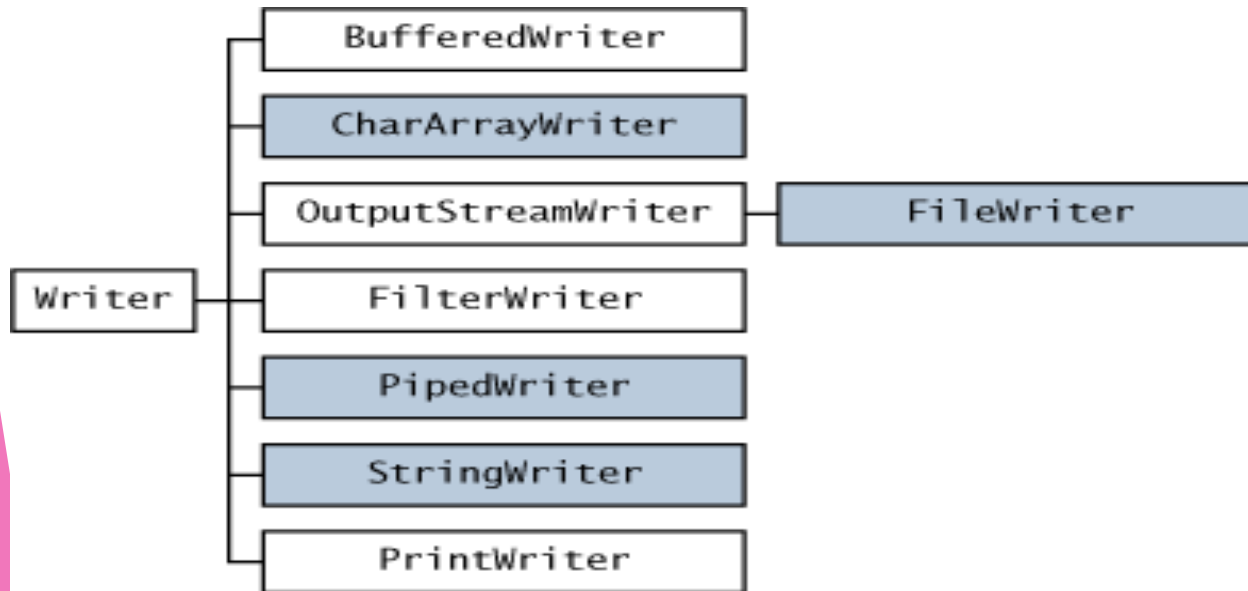 BufferedWriter
CharArrayWriter
OutputStreamWriter FileWriter
Writer FilterWriter
PipedWriter
StringWriter
PrintWriter